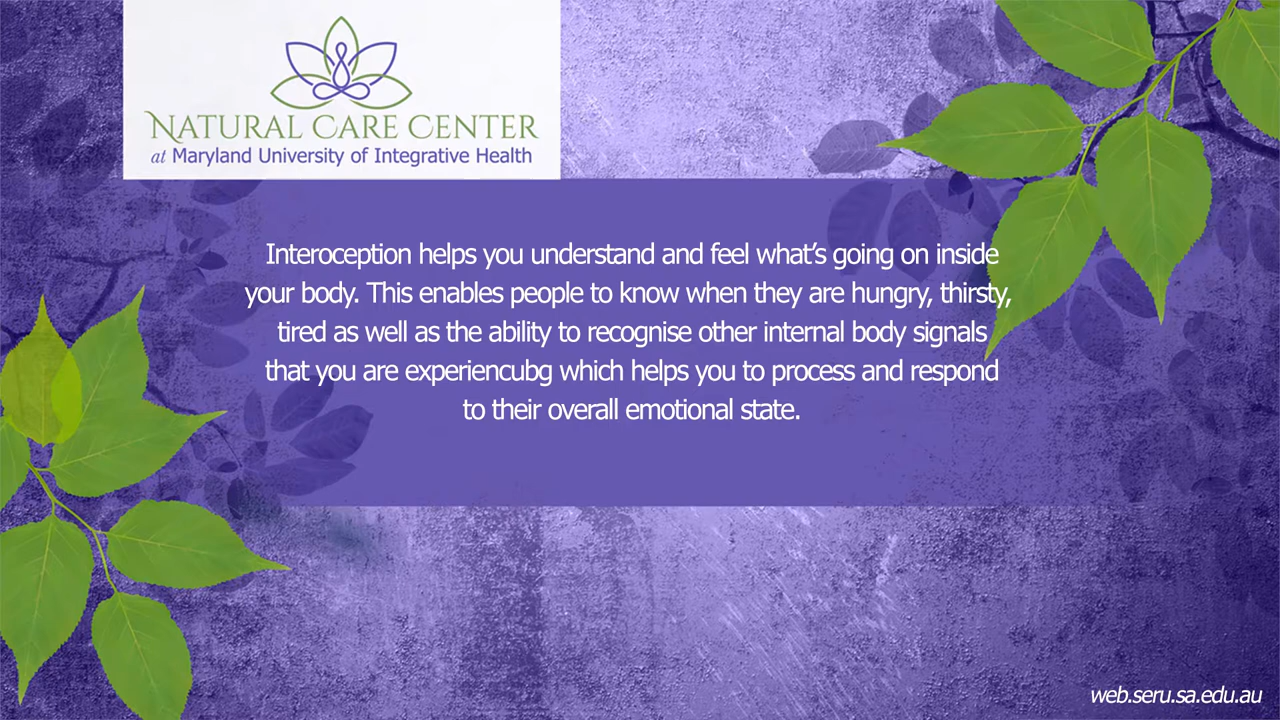 NATURAL CARE CENTER
at Maryland University of Integrative Health
Interoception helps you understand and feel what’s going on inside
your body. This enables people to know when they are hungry, thirsty,
tired as well as the ability to recognise other internal body signals
that you are experiencubg which helps you to process and respond
to their overall emotional state.
web.seru.sa.edu.au